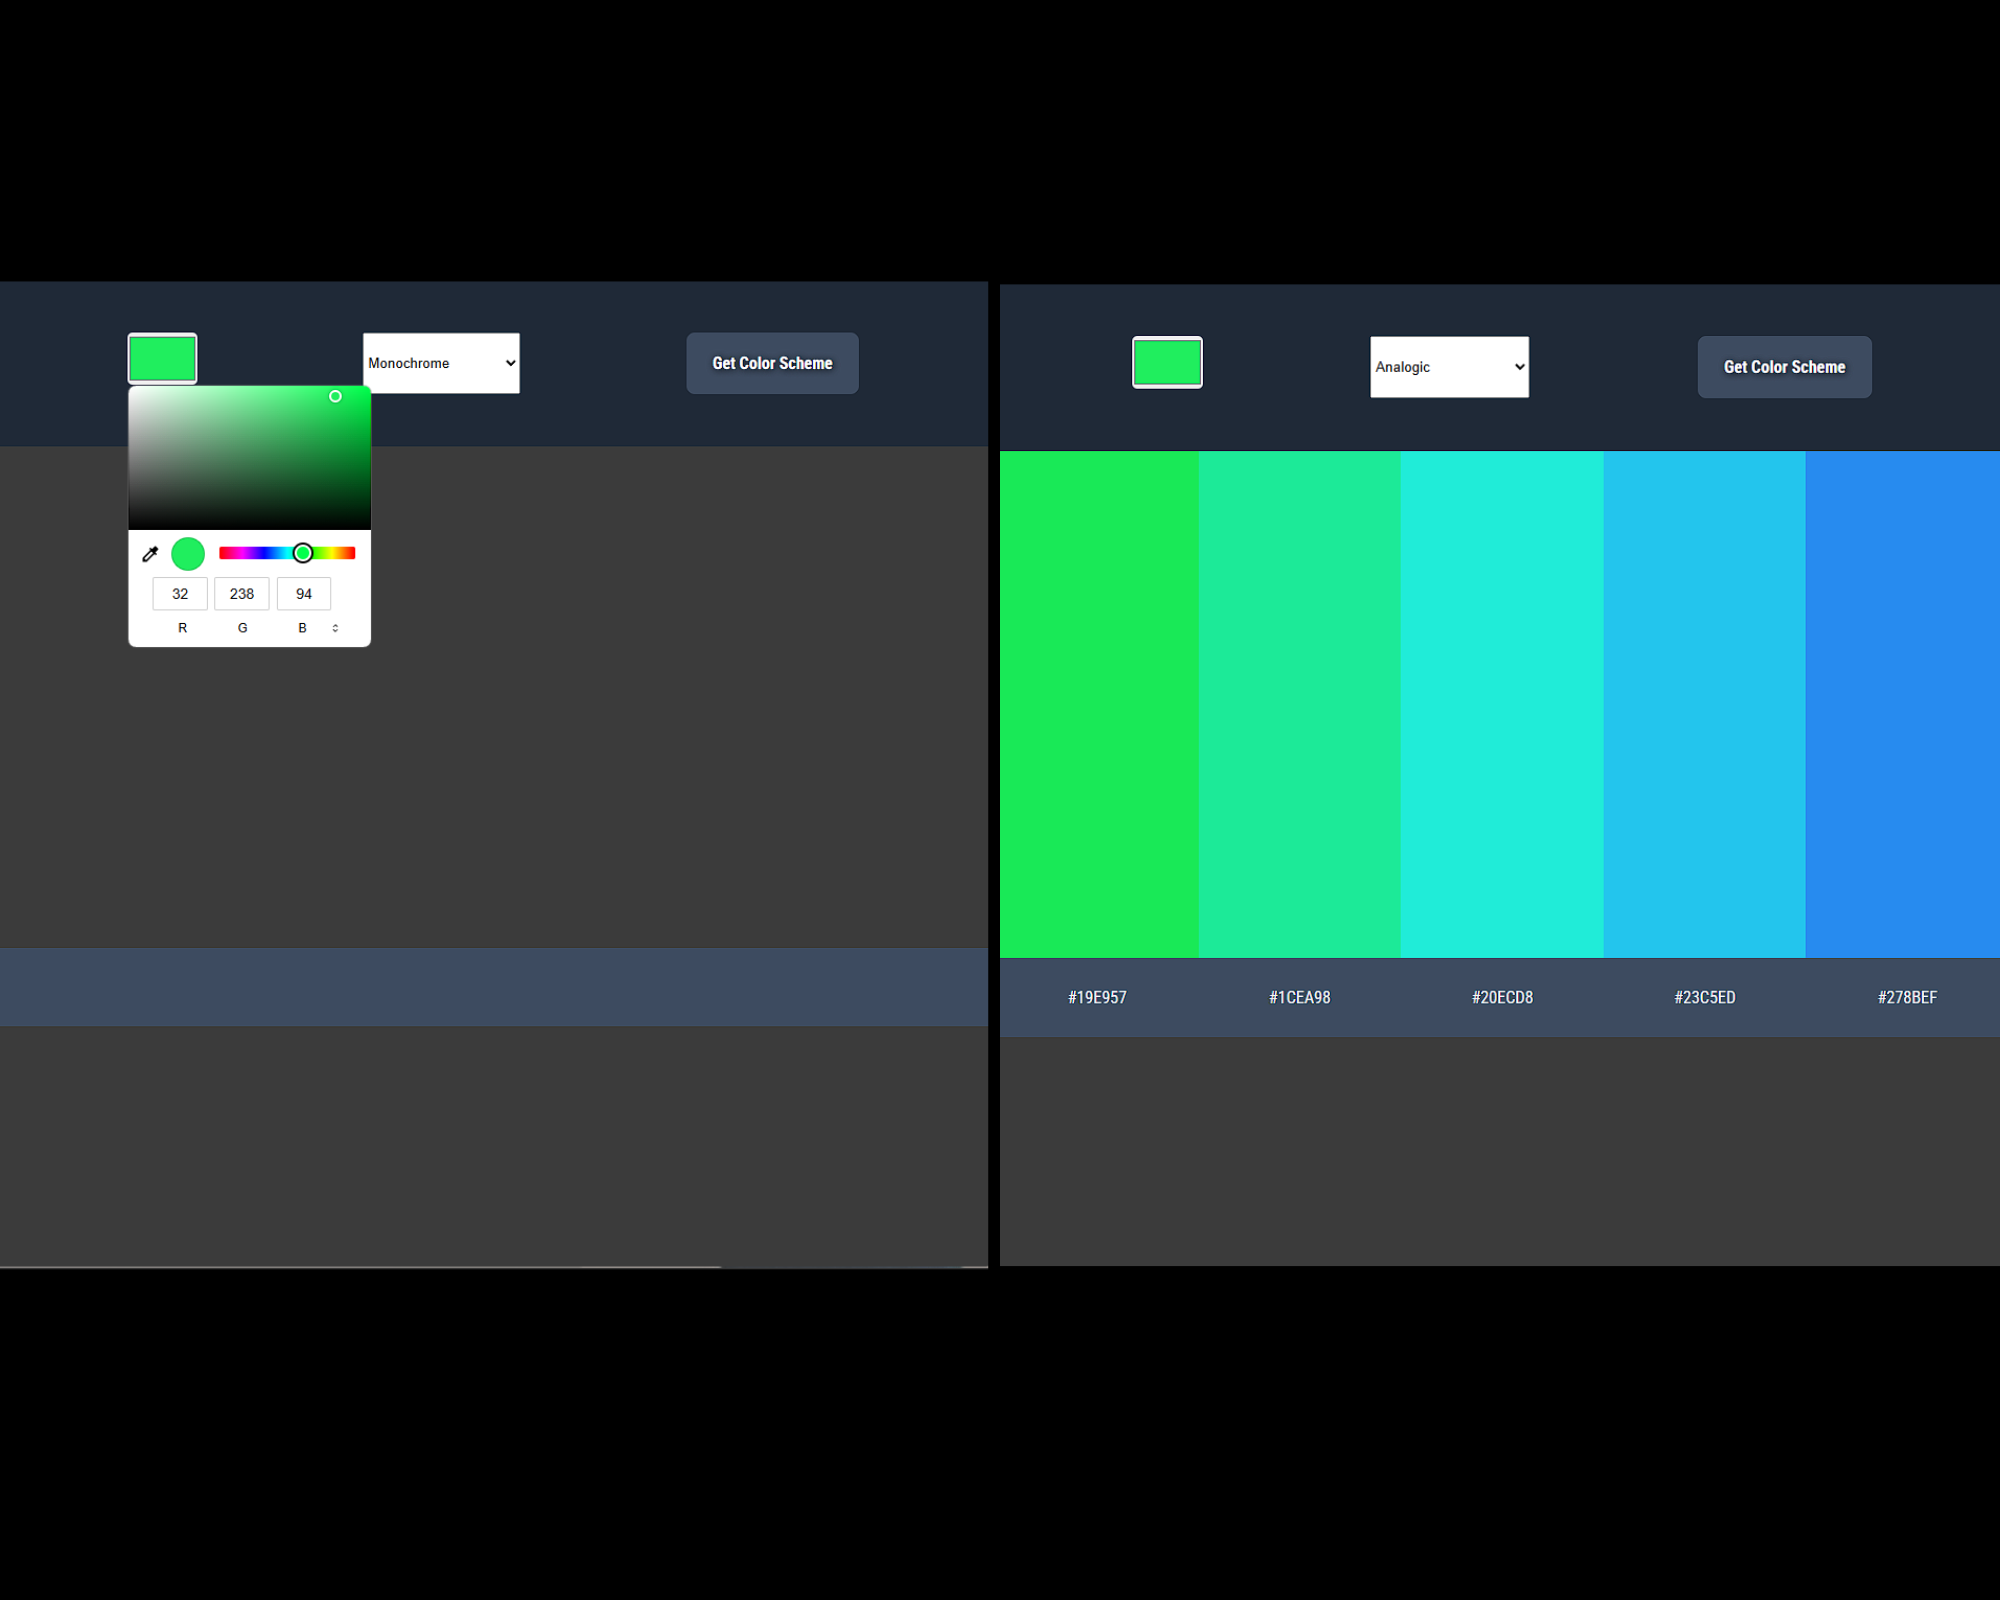 Monochrome
Get Color Scheme
32 238 94
R G B
Analogic
Get Color Scheme
#19E957 #1CEA98 #20ECD8 #23C5ED #278BEF